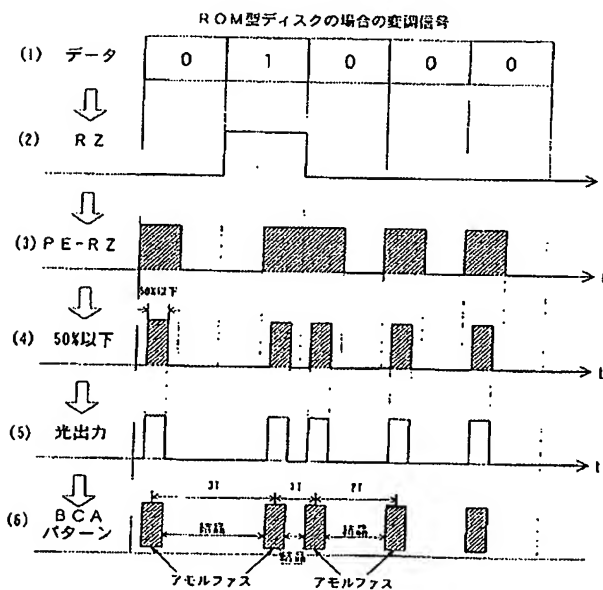 ROM型ディスクの場合の変調信号
(1) データ 0 1 0 0 0
(2) RZ
(3) PE-RZ t
50%以下
(4) 50%以下 t
(5) 光出力 t
(6) BCAパターン 3T
アモルファス アモルファス